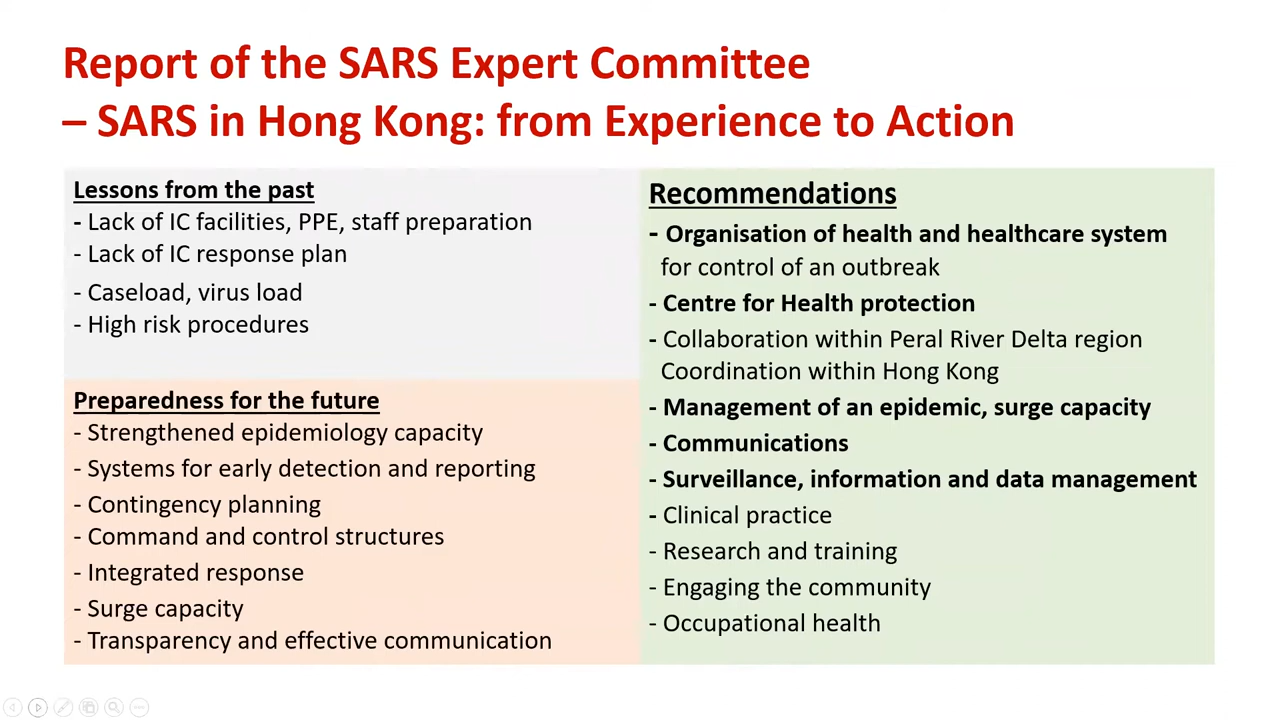 Report of the SARS Expert Committee
– SARS in Hong Kong: from Experience to Action
Lessons from the past
- Lack of IC facilities, PPE, staff preparation
- Lack of IC response plan
- Caseload, virus load
- High risk procedures
Preparedness for the future
- Strengthened epidemiology capacity
- Systems for early detection and reporting
- Contingency planning
- Command and control structures
- Integrated response
- Surge capacity
- Transparency and effective communication
Recommendations
- Organisation of health and healthcare system
for control of an outbreak
- Centre for Health protection
- Collaboration within Peral River Delta region
Coordination within Hong Kong
- Management of an epidemic, surge capacity
- Communications
- Surveillance, information and data management
- Clinical practice
- Research and training
- Engaging the community
- Occupational health